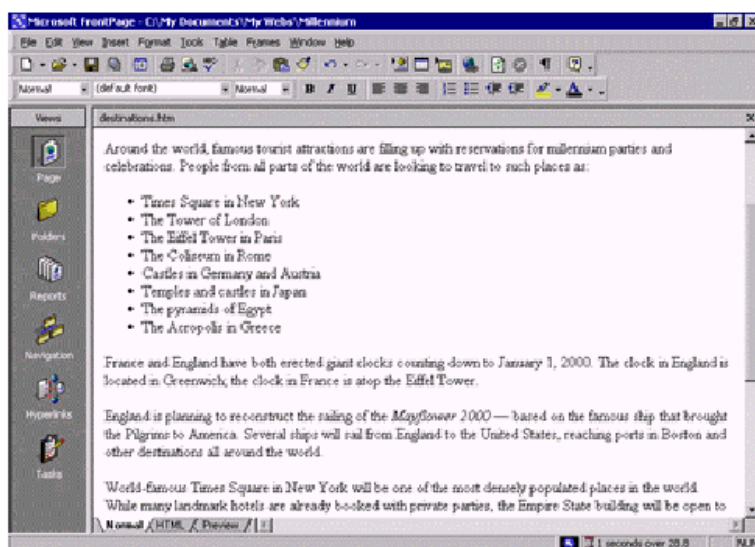 Microsoft FrontPage - C:\My Documents\My Webs\Millennium
File Edit View Insert Format Tools Table Frames Window Help
Normal (default font) Normal B I U
Views destinations.htm
Around the world, famous tourist attractions are filling up with reservations for millennium parties and
celebrations. People from all parts of the world are looking to travel to such places as:
• Times Square in New York
• The Tower of London
• The Eiffel Tower in Paris
• The Coliseum in Rome
• Castles in Germany and Austria
• Temples and castles in Japan
• The pyramids of Egypt
• The Acropolis in Greece
Page
Folders
Reports
Navigation
Hyperlinks
Tasks
France and England have both erected giant clocks counting down to January 1, 2000. The clock in England is
located in Greenwich; the clock in France is atop the Eiffel Tower.
England is planning to reconstruct the sailing of the Mayflower 2000 — based on the famous ship that brought
the Pilgrims to America. Several ships will sail from England to the United States, reaching ports in Boston and
other destinations all around the world.
World-famous Times Square in New York will be one of the most densely populated places in the world.
While many landmark hotels are already booked with private parties, the Empire State building will be open to
Normal HTML Preview
1 seconds over 28.8 NUM